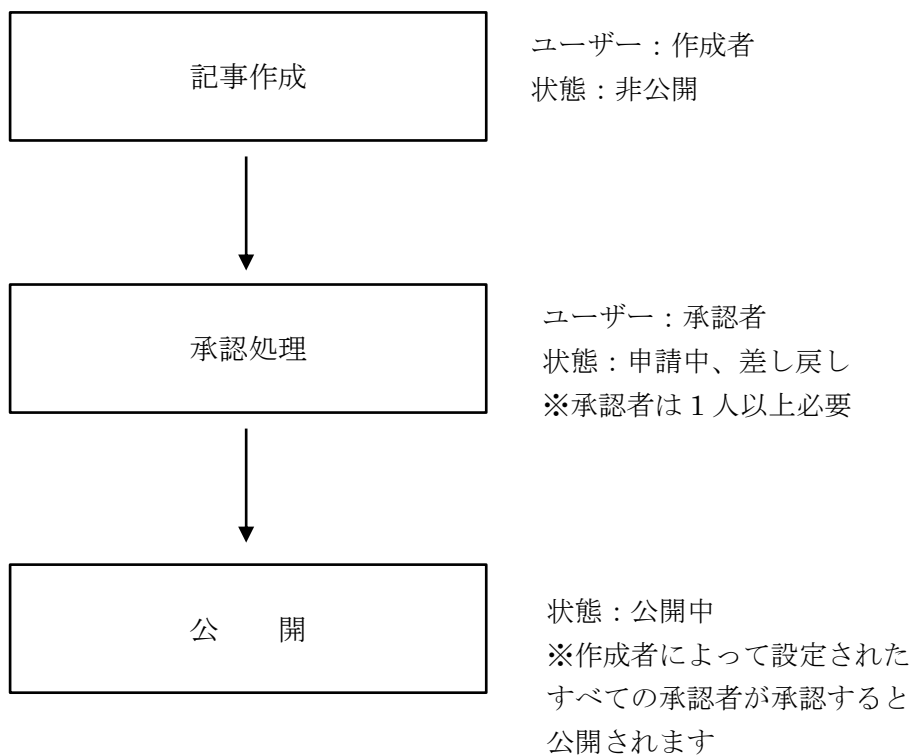 記事作成
ユーザー：作成者
状態：非公開
承認処理
ユーザー：承認者
状態：申請中、差し戻し
※承認者は1人以上必要
公　　開
状態：公開中
※作成者によって設定された
すべての承認者が承認すると
公開されます